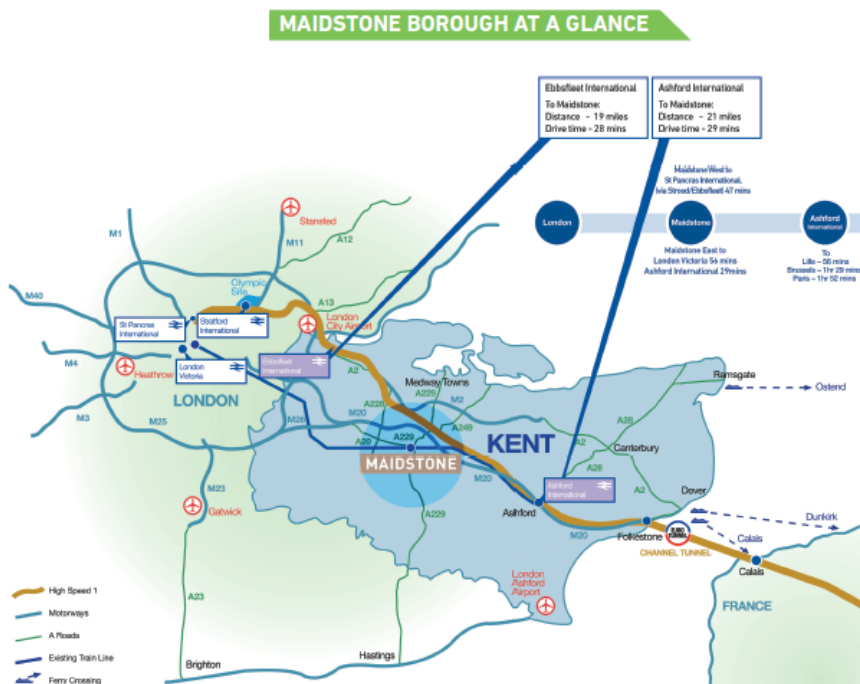 MAIDSTONE BOROUGH AT A GLANCE
Ebbsfleet International
To Maidstone:
Distance - 19 miles
Drive time - 28 mins
Ashford International
To Maidstone:
Distance - 21 miles
Drive time - 29 mins
Maidstone West to
St Pancras International,
(via Strood/Ebbsfleet) 47 mins
London
Maidstone
Ashford
International
Maidstone East to
London Victoria 56 mins
Ashford International 29mins
To
Lille – 56 mins
Brussels – 1hr 29 mins
Paris – 1hr 52 mins
Stansted
M1
M11
A12
M40
Olympic
Site
A13
St Pancras
International
Stratford
International
London
City Airport
M4
Heathrow
London
Victoria
Ebbsfleet
International
A2
Medway Towns
A229
M2
Ramsgate
Ostend
M3
LONDON
M25
M26
M20
A228
A249
A28
A20
A229
KENT
A2
Canterbury
MAIDSTONE
M20
A28
A2
M23
Gatwick
Ashford
International
Ashford
Dover
Dunkirk
A229
M20
Folkestone
EURO
TUNNEL
CHANNEL TUNNEL
Calais
Calais
London
Ashford
Airport
FRANCE
A23
Brighton
Hastings
High Speed 1
Motorways
A Roads
Existing Train Line
Ferry Crossing